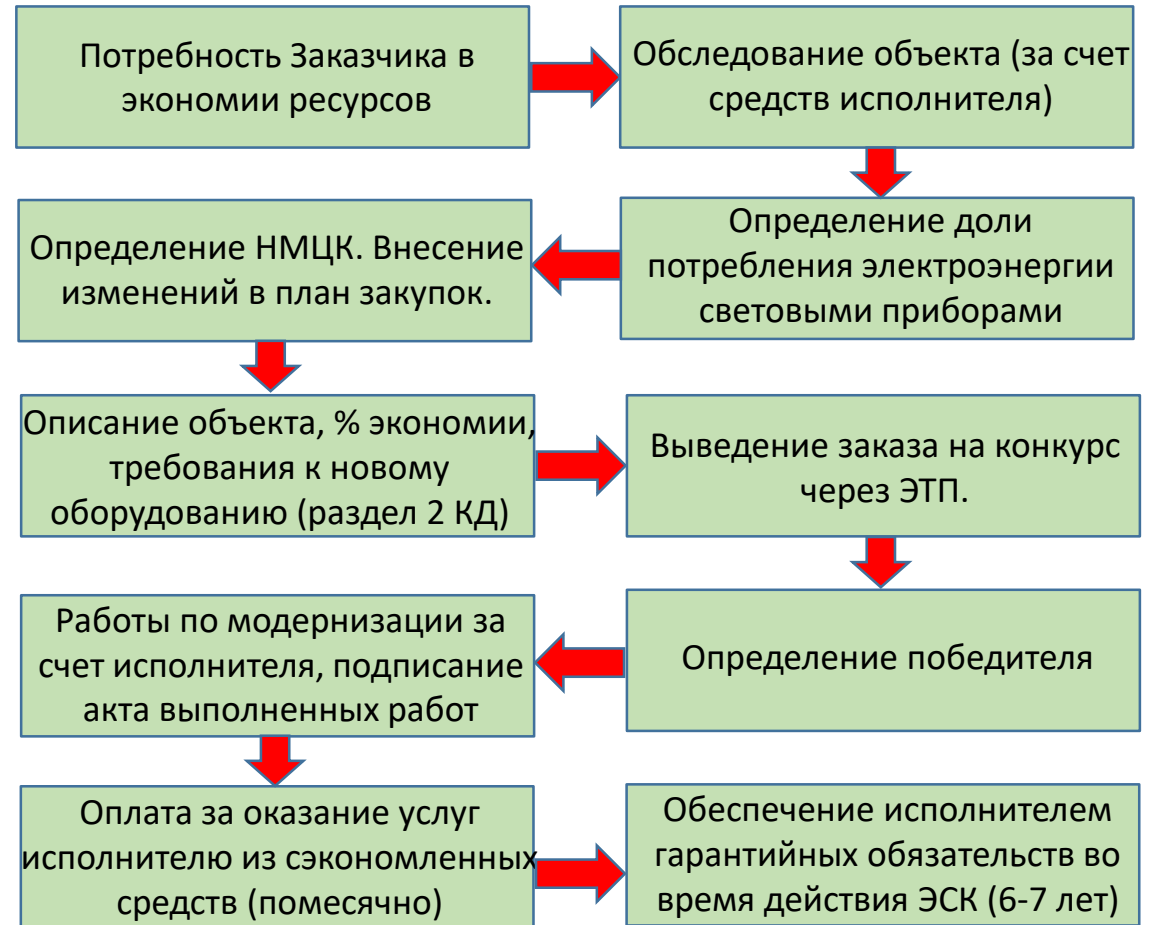 Потребность Заказчика в
экономии ресурсов
Обследование объекта (за счет
средств исполнителя)
Определение доли
потребления электроэнергии
световыми приборами
Определение НМЦК. Внесение
изменений в план закупок.
Описание объекта, % экономии,
требования к новому
оборудованию (раздел 2 КД)
Выведение заказа на конкурс
через ЭТП.
Определение победителя
Работы по модернизации за
счет исполнителя, подписание
акта выполненных работ
Оплата за оказание услуг
исполнителю из сэкономленных
средств (помесячно)
Обеспечение исполнителем
гарантийных обязательств во
время действия ЭСК (6-7 лет)